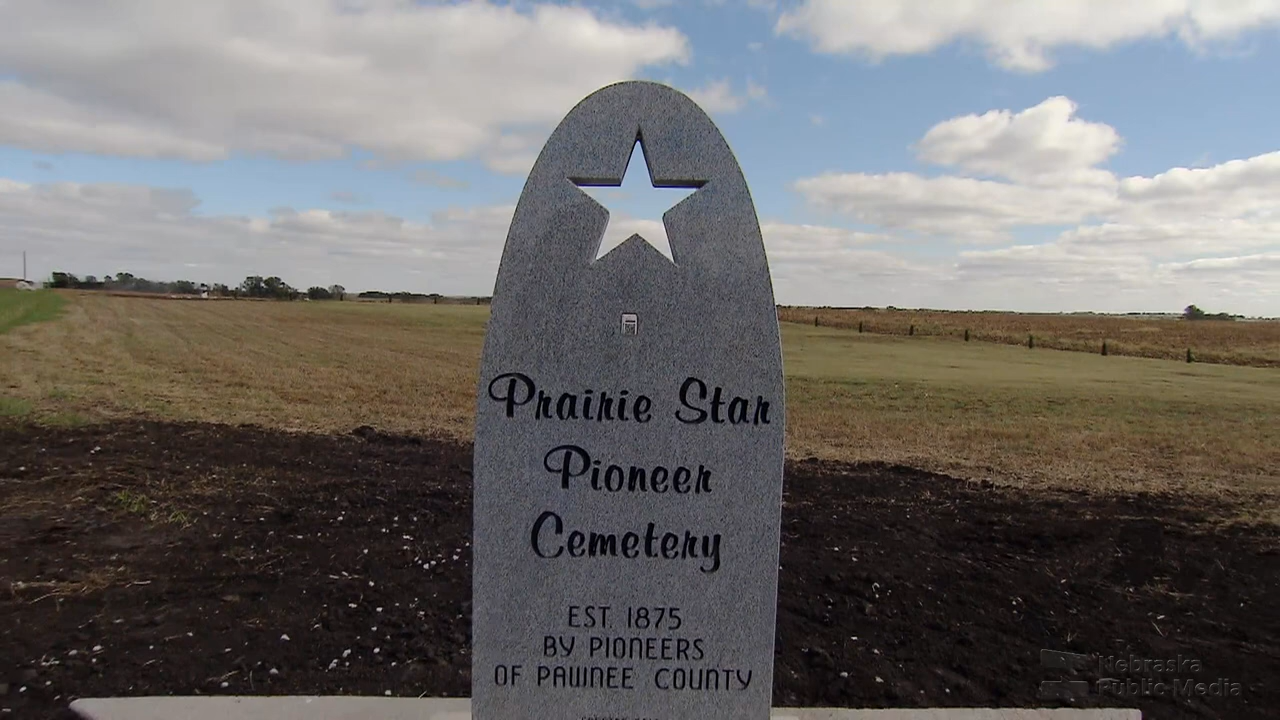 Prairie Star
Pioneer
Cemetery
EST. 1875
BY PIONEERS
OF PAWNEE COUNTY
Nebraska
Public Media